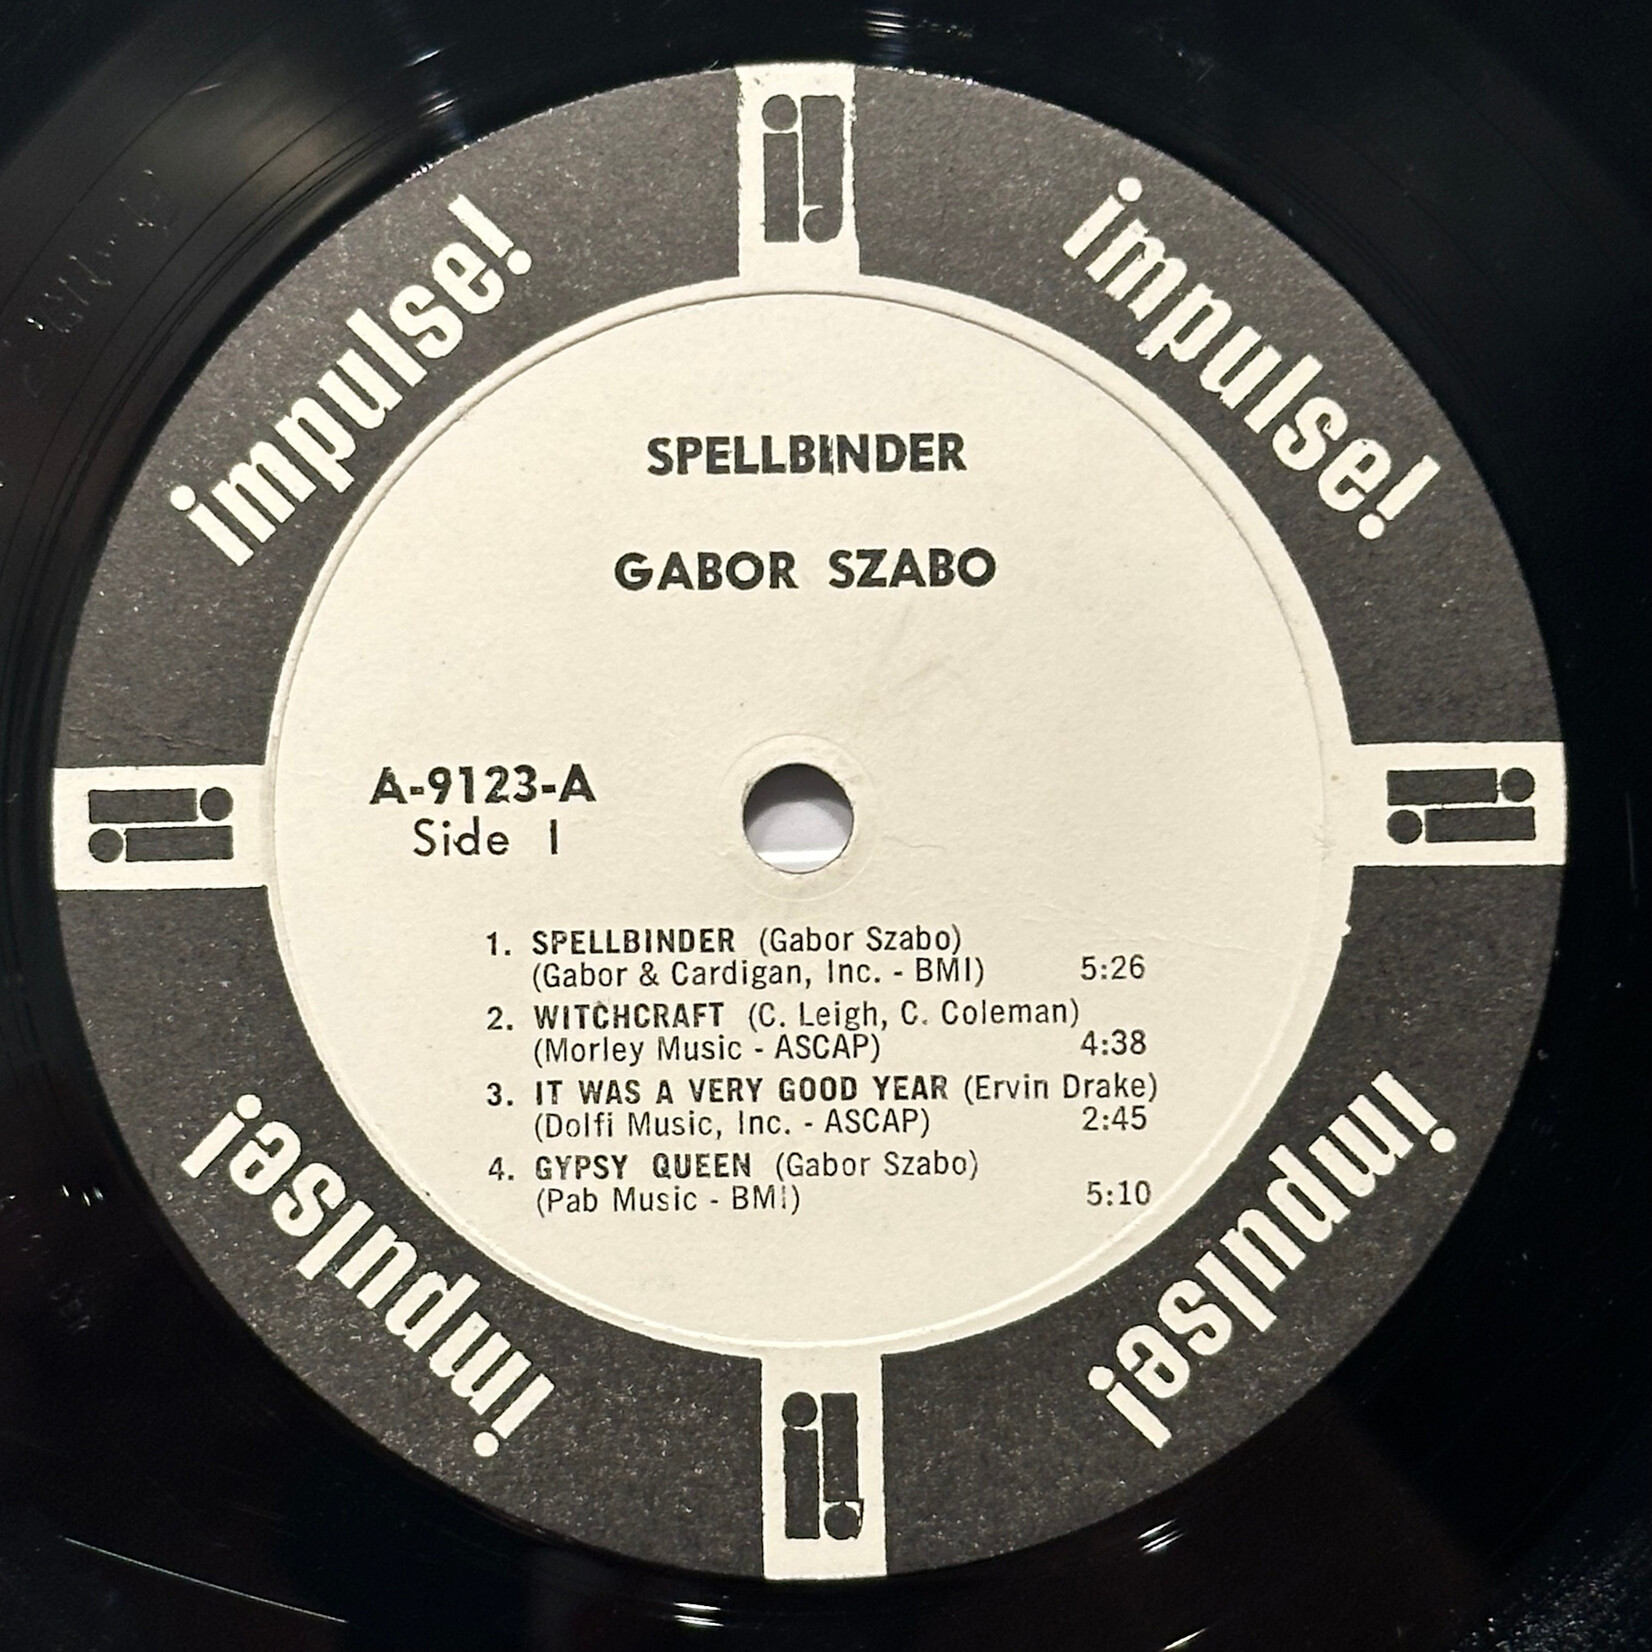 impulse!
impulse!
SPELLBINDER
GABOR SZABO
A-9123-A
Side 1
1. SPELLBINDER (Gabor Szabo)
(Gabor & Cardigan, Inc. - BMI) 5:26
2. WITCHCRAFT (C. Leigh, C. Coleman)
(Morley Music - ASCAP) 4:38
3. IT WAS A VERY GOOD YEAR (Ervin Drake)
(Dolfi Music, Inc. - ASCAP) 2:45
4. GYPSY QUEEN (Gabor Szabo)
(Pab Music - BMI) 5:10
impulse!
impulse!